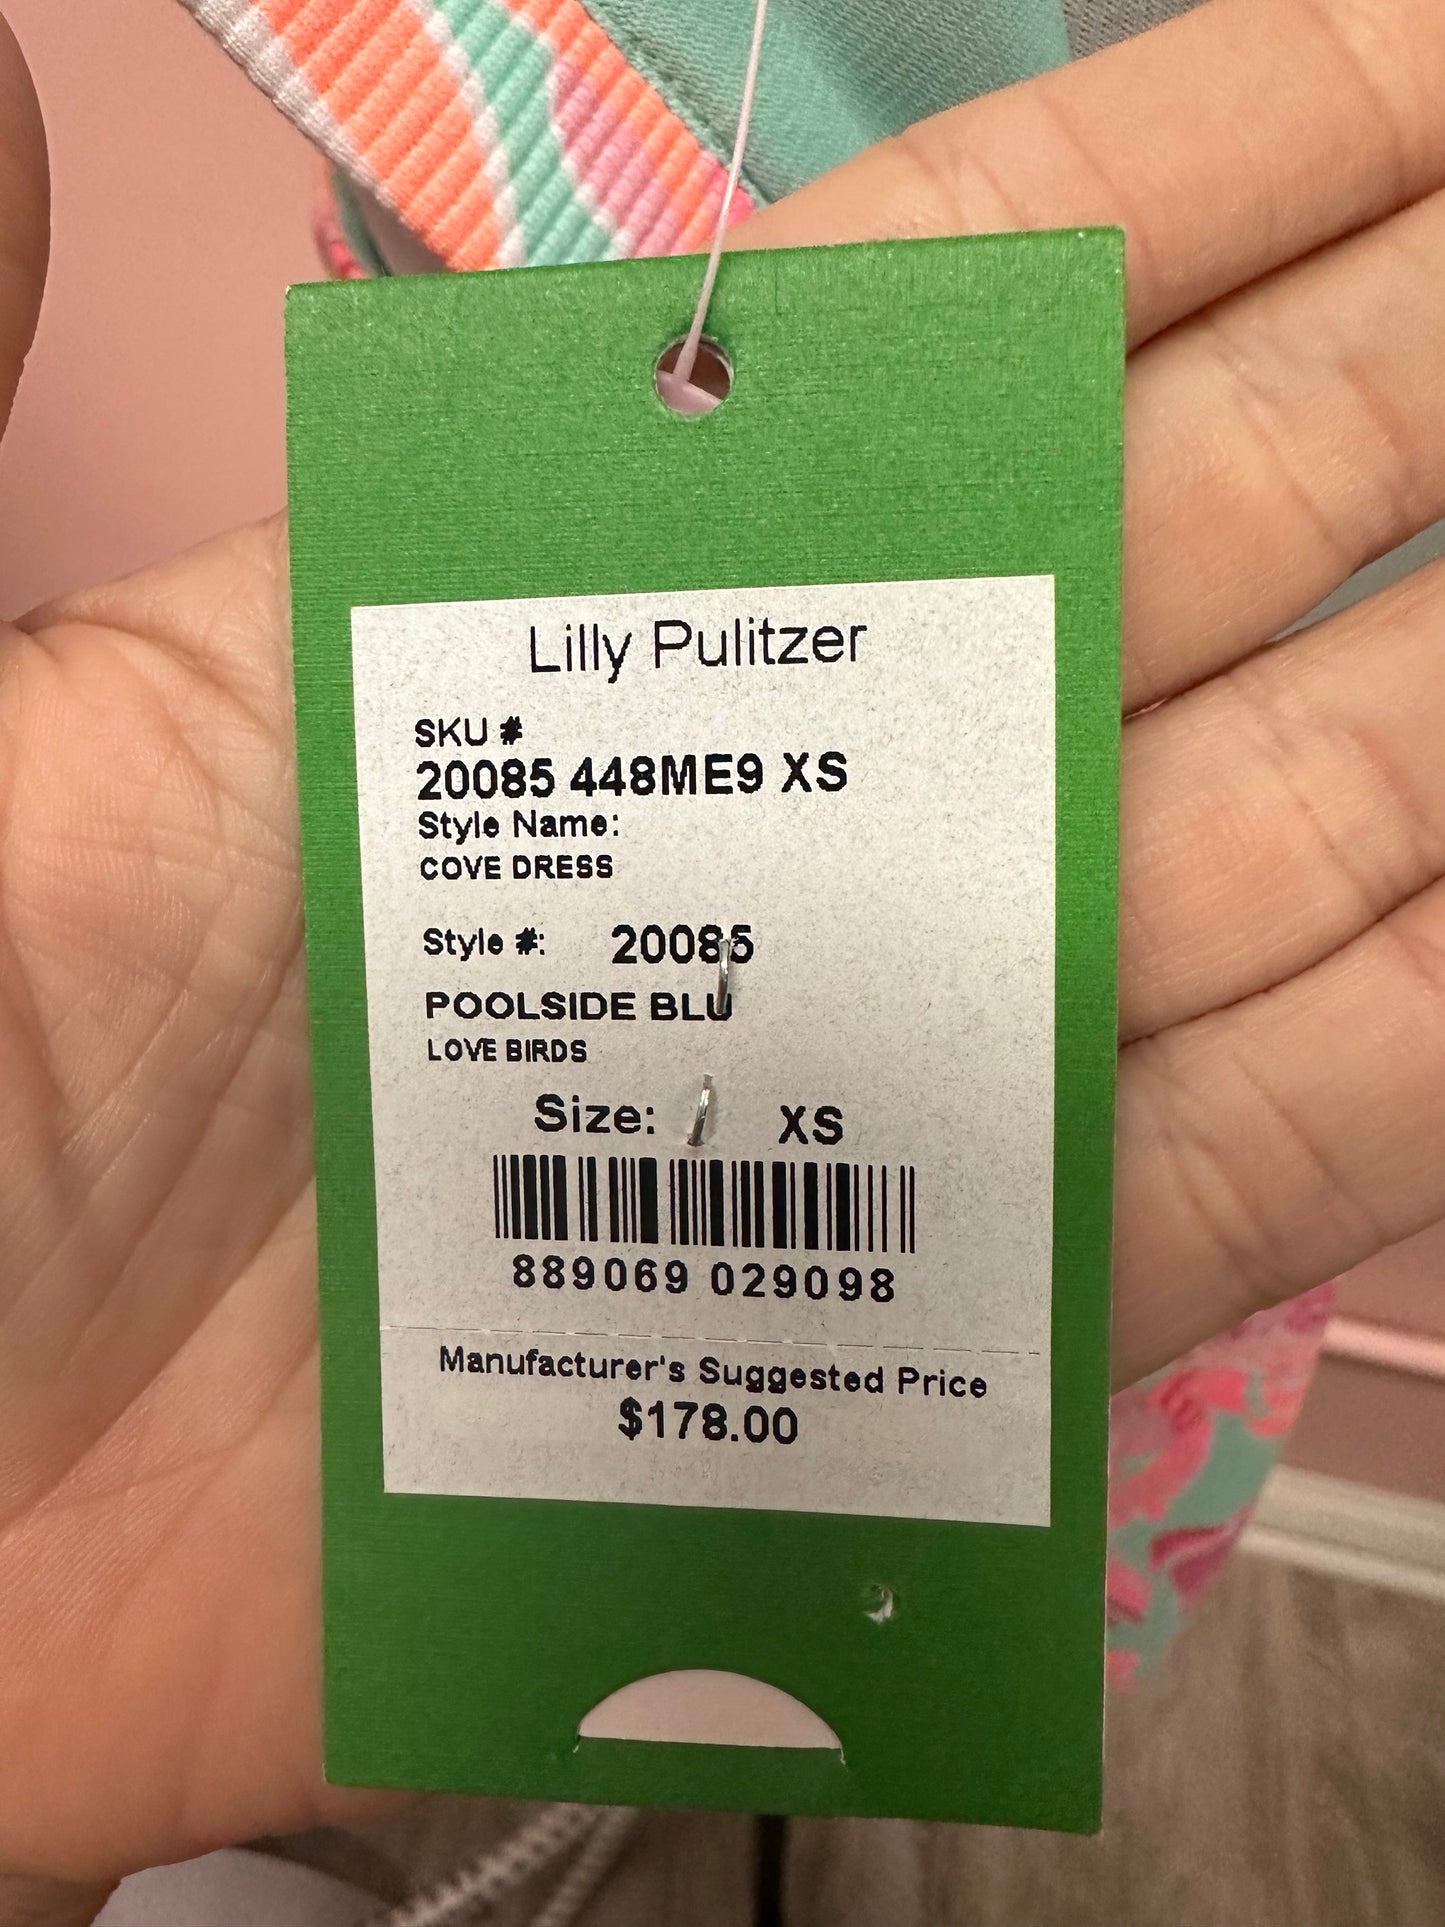 Lilly Pulitzer
SKU #
20085 448ME9 XS
Style Name:
COVE DRESS
Style #: 20085
POOLSIDE BLU
LOVE BIRDS
Size: XS
889069 029098
Manufacturer's Suggested Price
$178.00